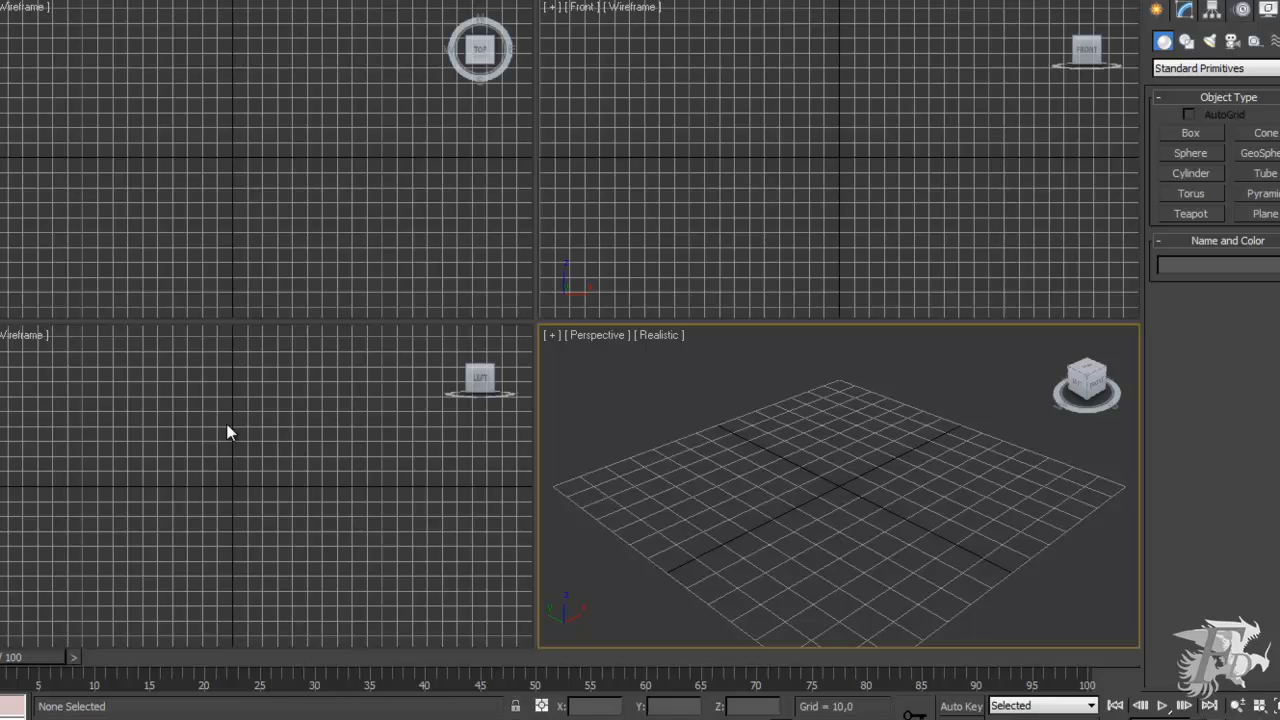 Wireframe ]
[ + ] [ Front ] [ Wireframe ]
TOP
FRONT
Standard Primitives
- Object Type
AutoGrid
Box Cone
Sphere GeoSphe
Cylinder Tube
Torus Pyrami
Teapot Plane
- Name and Color
z
x
Wireframe ]
[ + ] [ Perspective ] [ Realistic ]
LEFT
FRONT
z
y x
/ 100 >
5 10 15 20 25 30 35 40 45 50 55 60 65 70 75 80 85 90 95 100
None Selected X: Y: Z: Grid = 10,0 Auto Key Selected